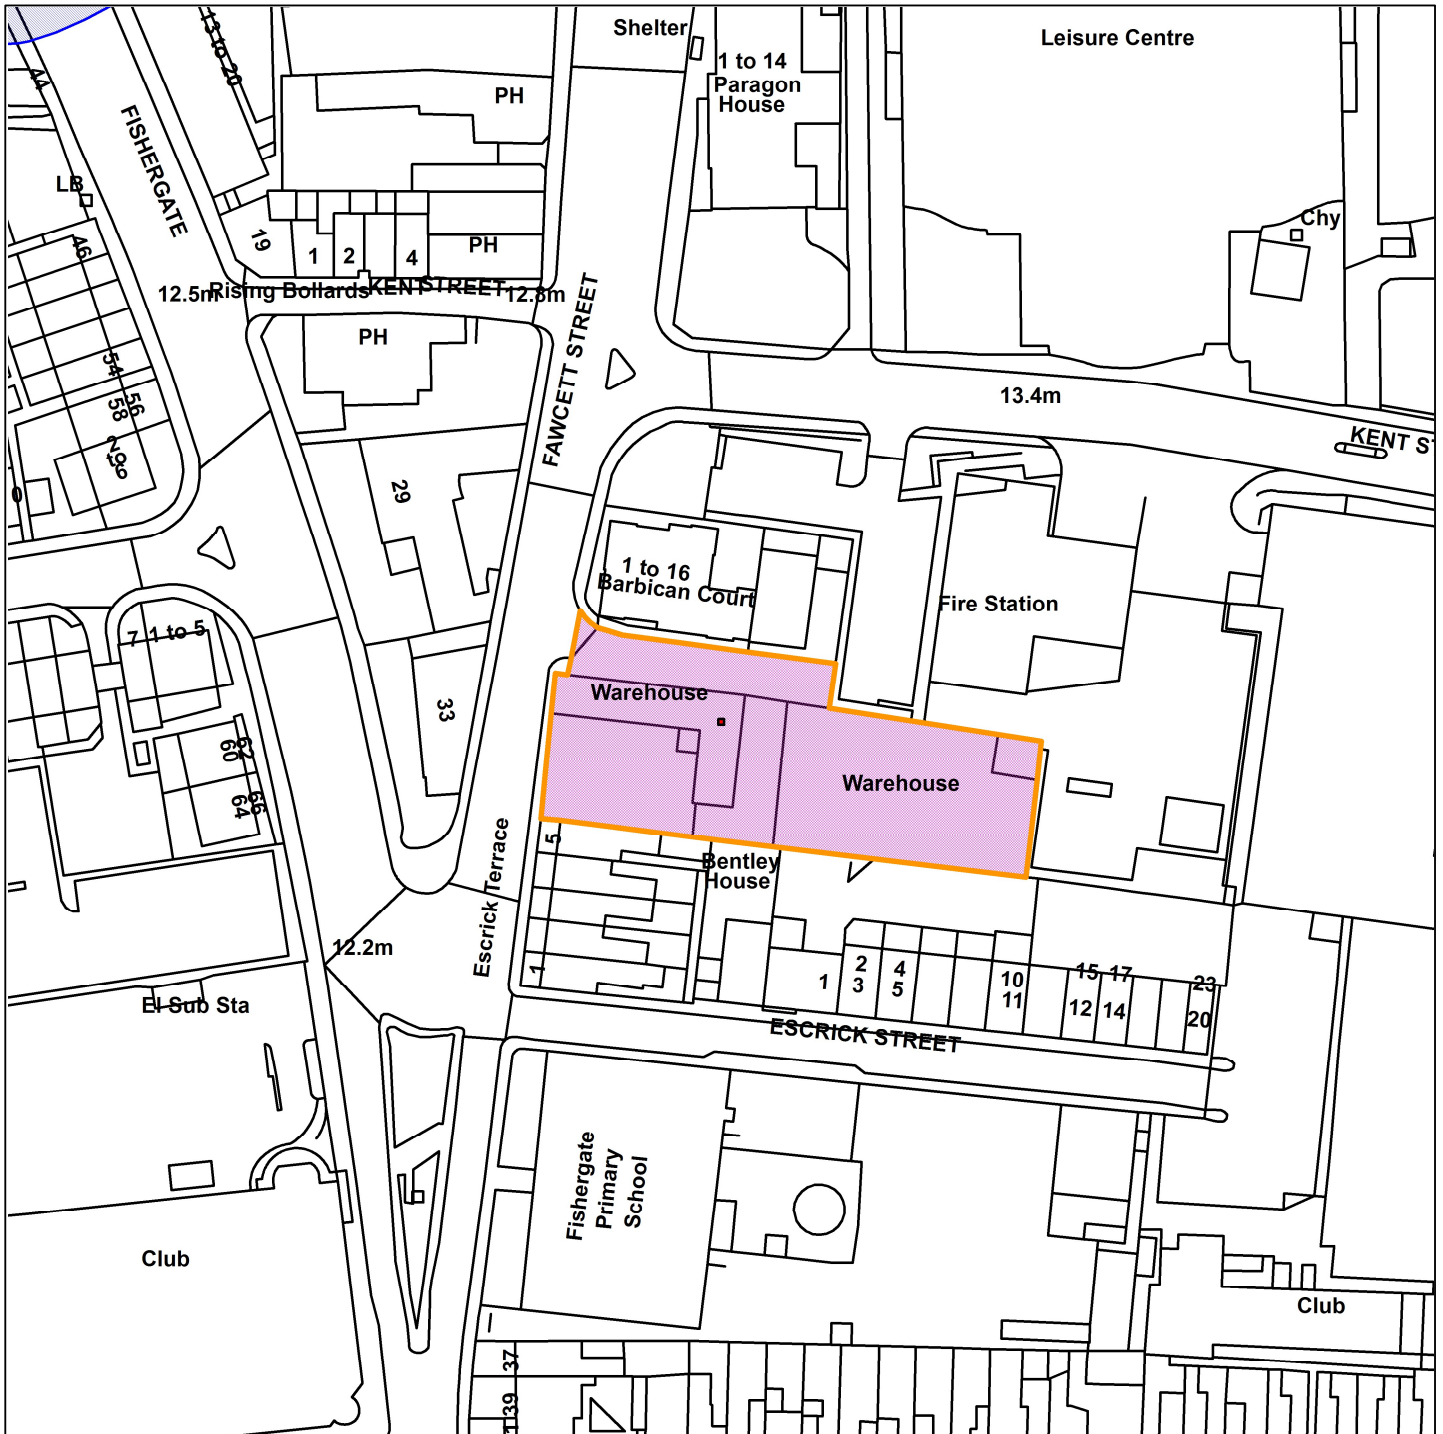 Shelter
Leisure Centre
13 to 20
1 to 14
Paragon
House
44
PH
FISHERGATE
LB
Chy
46
19
1
2
4
PH
12.5m
Rising Bollards
KENT STREET
12.8m
PH
FAWCETT STREET
54
56
58
13.4m
KENT ST
29
1 to 16
Barbican Court
Fire Station
7
1 to 5
Warehouse
33
62
60
66
64
Warehouse
5
Bentley
House
Escrick Terrace
12.2m
1
1
2
3
4
5
10
11
15
17
12
14
23
20
El Sub Sta
ESCRICK STREET
Fishergate
Primary
School
Club
Club
37
39